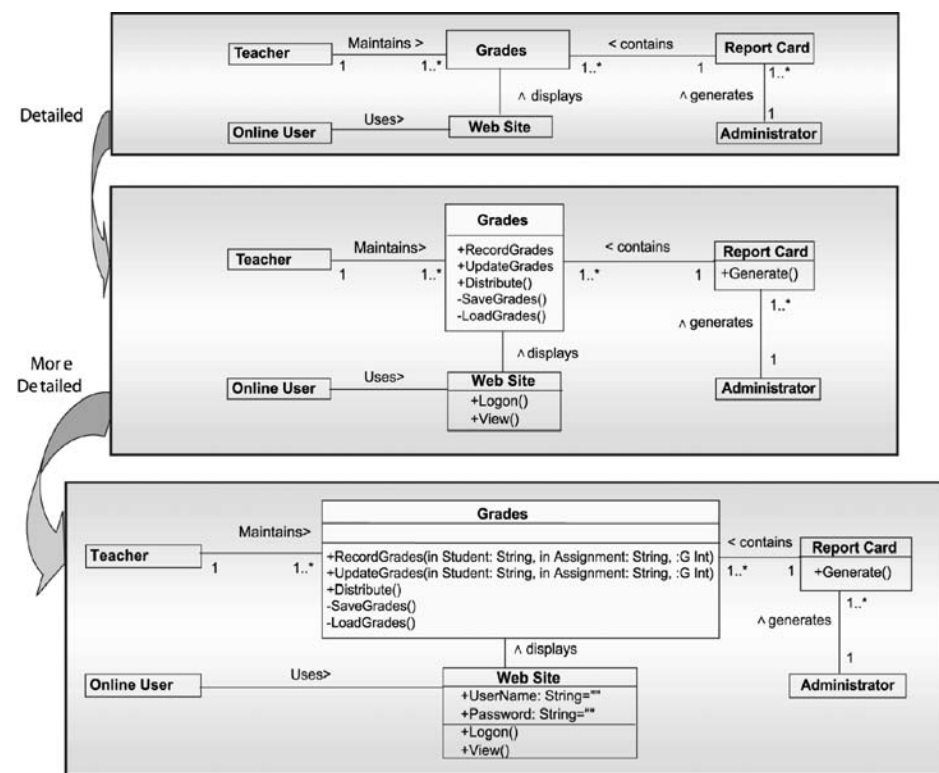 Detailed
Teacher
Maintains >
1
1..*
Grades
< contains
1..*
1
Report Card
1..*
^ generates
1
Administrator
^ displays
Online User
Uses>
Web Site
More
Detailed
Teacher
Maintains>
1
1..*
Grades
+RecordGrades
+UpdateGrades
+Distribute()
-SaveGrades()
-LoadGrades()
< contains
1..*
1
Report Card
+Generate()
1..*
^ generates
1
Administrator
^ displays
Online User
Uses>
Web Site
+Logon()
+View()
Teacher
Maintains>
1
1..*
Grades
+RecordGrades(in Student: String, in Assignment: String, :G Int)
+UpdateGrades(in Student: String, in Assignment: String, :G Int)
+Distribute()
-SaveGrades()
-LoadGrades()
< contains
1..*
1
Report Card
+Generate()
1..*
^ generates
1
Administrator
^ displays
Online User
Uses>
Web Site
+UserName: String=""
+Password: String=""
+Logon()
+View()